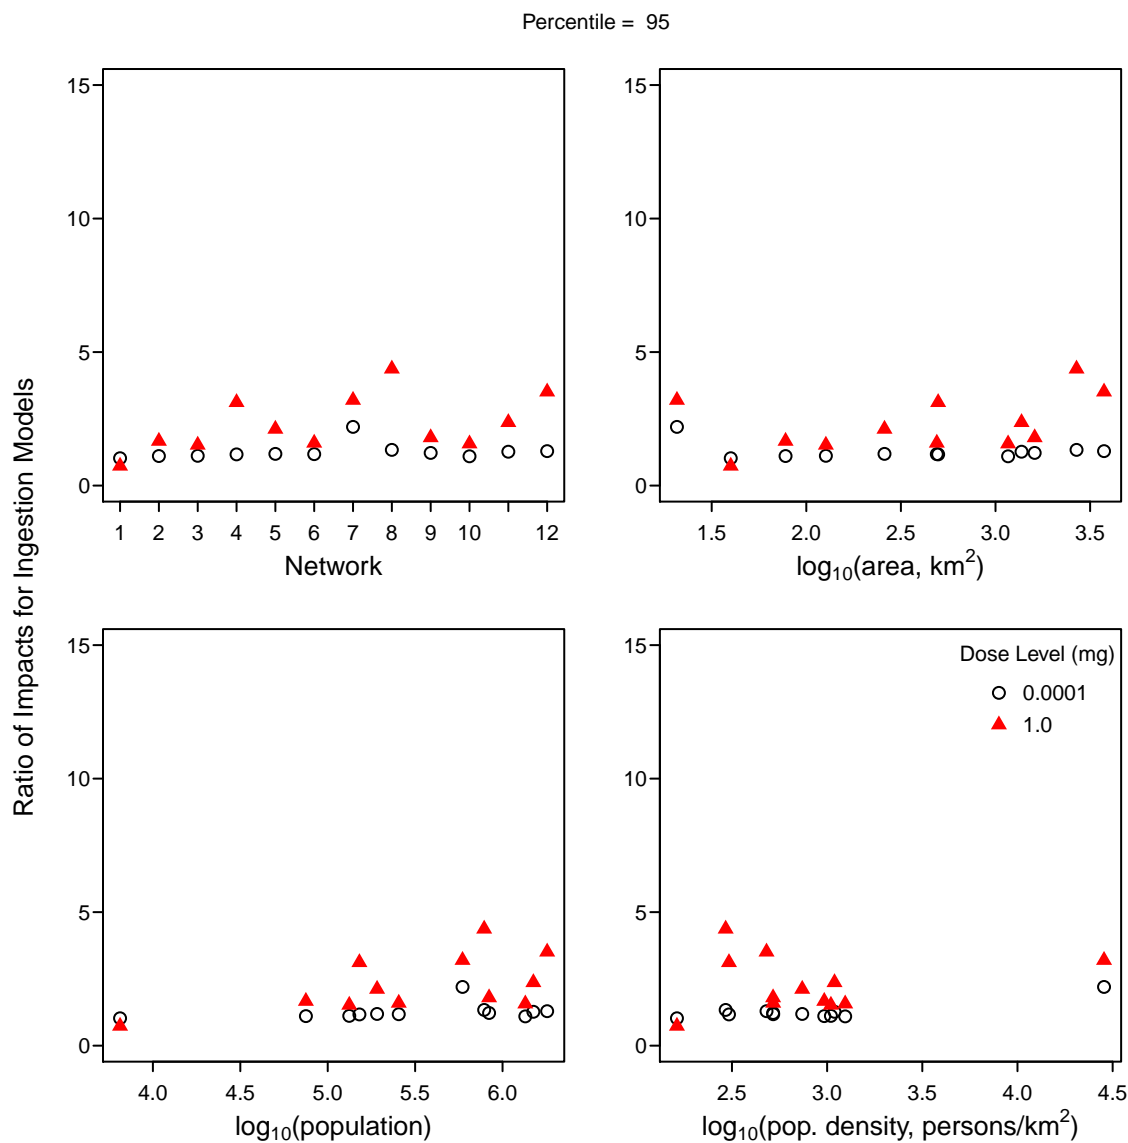 Percentile = 95
Ratio of Impacts for Ingestion Models
15
10
5
0
1 2 3 4 5 6 7 8 9 10 12
Network
15
10
5
0
1.5 2.0 2.5 3.0 3.5
log10(area, km2)
15
10
5
0
4.0 4.5 5.0 5.5 6.0
log10(population)
15
10
5
0
Dose Level (mg)
0.0001
1.0
2.5 3.0 3.5 4.0 4.5
log10(pop. density, persons/km2)